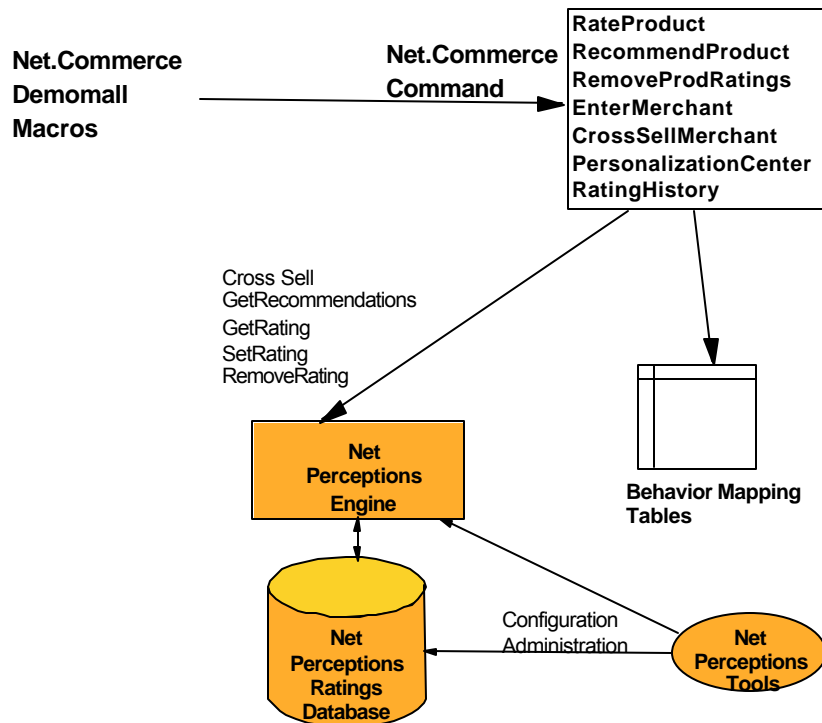 Net.Commerce
Demomall
Macros
Net.Commerce
Command
RateProduct
RecommendProduct
RemoveProdRatings
EnterMerchant
CrossSellMerchant
PersonalizationCenter
RatingHistory
Cross Sell
GetRecommendations
GetRating
SetRating
RemoveRating
Net
Perceptions
Engine
Behavior Mapping
Tables
Net
Perceptions
Ratings
Database
Configuration
Administration
Net
Perceptions
Tools